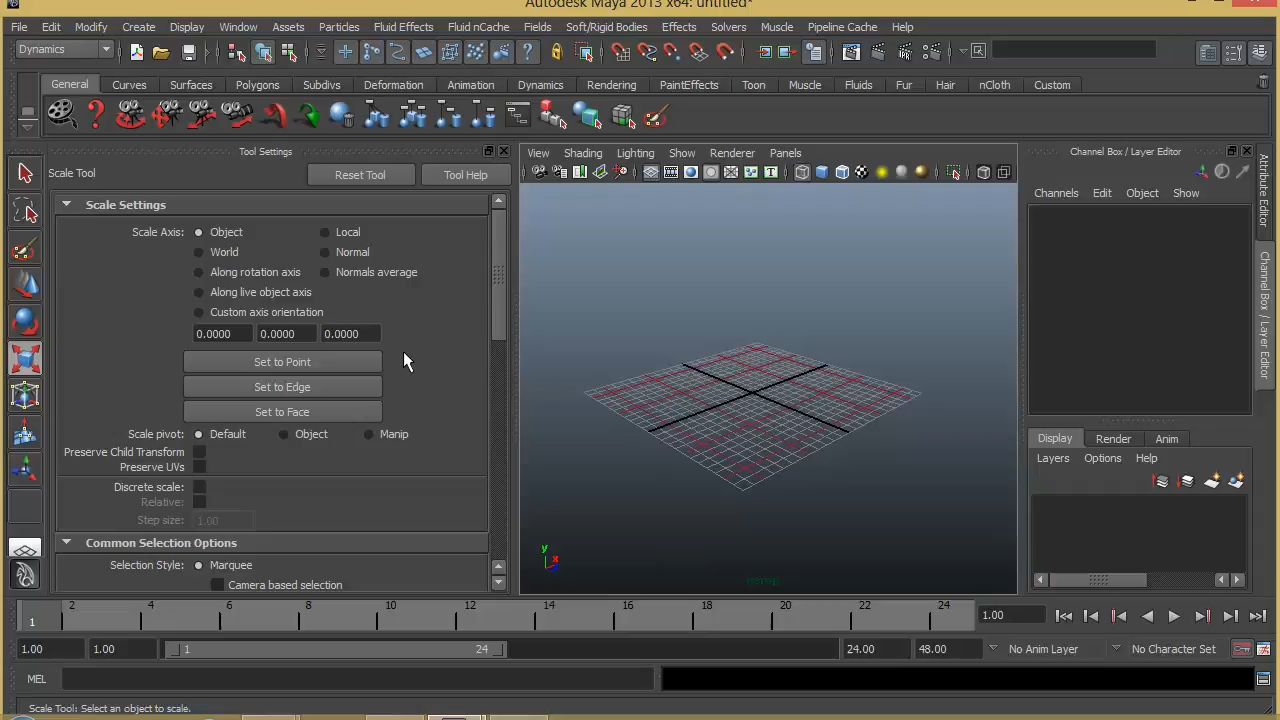 Autodesk Maya 2013 x64: untitled*
File Edit Modify Create Display Window Assets Particles Fluid Effects Fluid nCache Fields Soft/Rigid Bodies Effects Solvers Muscle Pipeline Cache Help
Dynamics
General Curves Surfaces Polygons Subdivs Deformation Animation Dynamics Rendering PaintEffects Toon Muscle Fluids Fur Hair nCloth Custom
Tool Settings
Scale Tool Reset Tool Tool Help
Scale Settings
Scale Axis: Object Local
World Normal
Along rotation axis Normals average
Along live object axis
Custom axis orientation
0.0000 0.0000 0.0000
Set to Point
Set to Edge
Set to Face
Scale pivot: Default Object Manip
Preserve Child Transform
Preserve UVs
Discrete scale:
Relative:
Step size: 1.00
Common Selection Options
Selection Style: Marquee
Camera based selection
View Shading Lighting Show Renderer Panels
y
x
persp
Channel Box / Layer Editor
Channels Edit Object Show
Display Render Anim
Layers Options Help
Attribute Editor
Channel Box / Layer Editor
1 2 4 6 8 10 12 14 16 18 20 22 24 1.00
1.00 1.00 1 24 24.00 48.00 No Anim Layer No Character Set
MEL
Scale Tool: Select an object to scale.